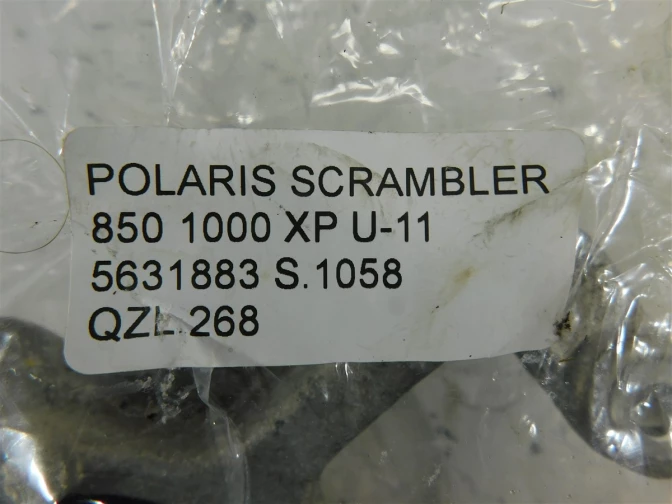 POLARIS SCRAMBLER
850 1000 XP U-11
5631883 S.1058
QZL 268